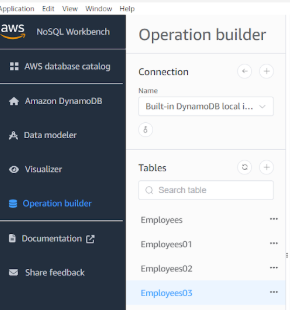 Application Edit View Window Help
aws NoSQL Workbench
AWS database catalog
Amazon DynamoDB
Data modeler
Visualizer
Operation builder
Documentation
Share feedback
Operation builder
Connection
Name
Built-in DynamoDB local i...
Tables
Search table
Employees
Employees01
Employees02
Employees03